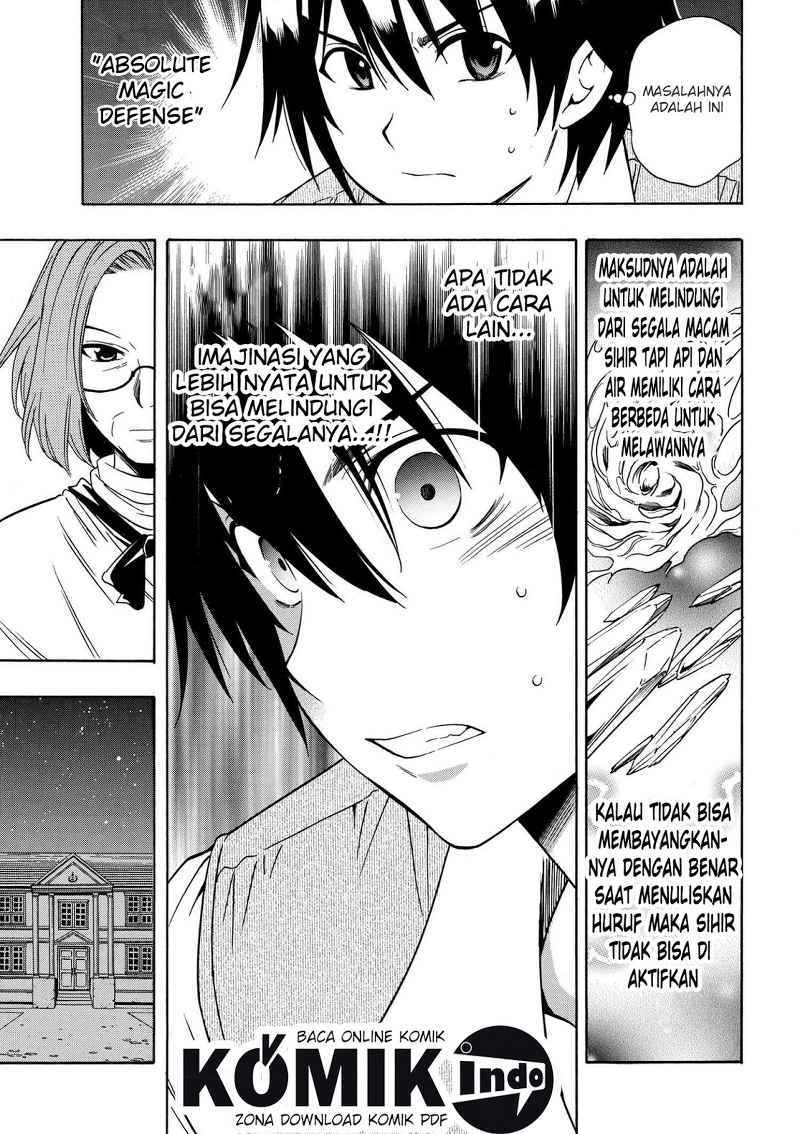 MASALAHNYA
ADALAH INI
"ABSOLUTE
MAGIC
DEFENSE"
MAKSUDNYA ADALAH
UNTUK MELINDUNGI
DARI SEGALA MACAM
SIHIR TAPI API DAN
AIR MEMILIKI CARA
BERBEDA UNTUK
MELAWANNYA
KALAU TIDAK BISA
MEMBAYANGKAN-
NYA DENGAN BENAR
SAAT MENULISKAN
HURUF MAKA SIHIR
TIDAK BISA DI
AKTIFKAN
APA TIDAK
ADA CARA
LAIN...
IMAJINASI YANG
LEBIH NYATA UNTUK
BISA MELINDUNGI
DARI SEGALANYA...!!
BACA ONLINE KOMIK
KOMIK indo
ZONA DOWNLOAD KOMIK PDF